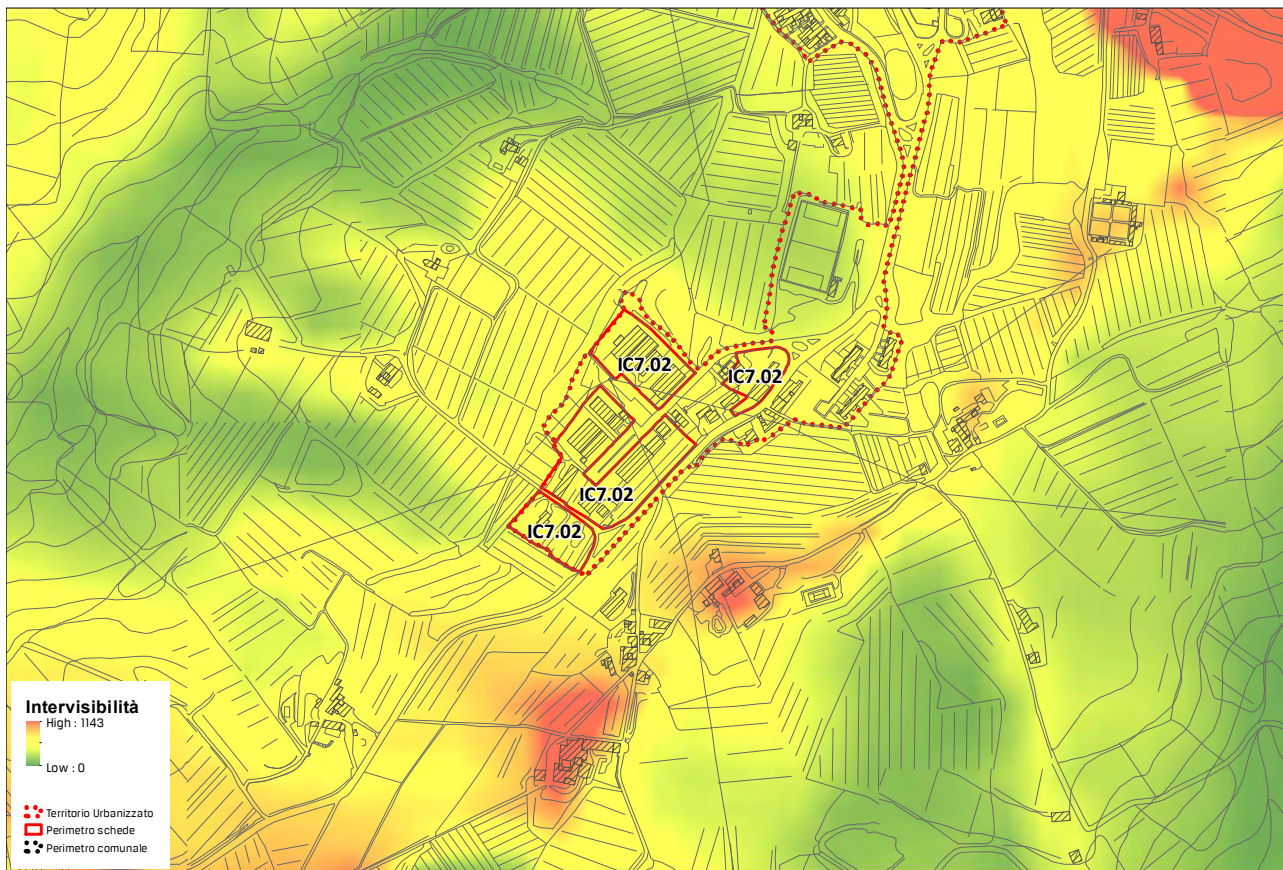 IC7.02
IC7.02
IC7.02
IC7.02
Intervisibilità
High : 1143
Low : 0
Territorio Urbanizzato
Perimetro schede
Perimetro comunale